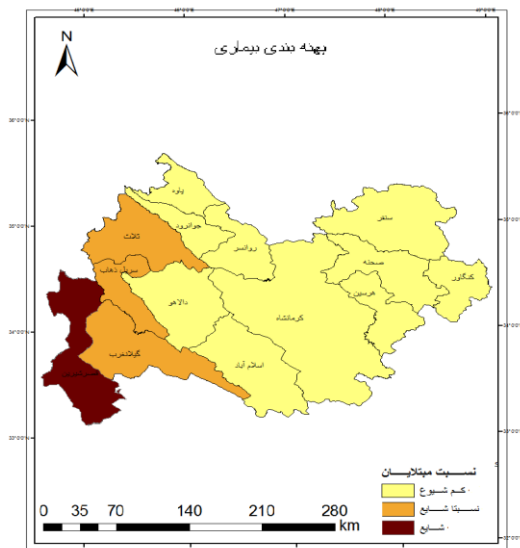 پهنه بندی بیماری
N
پاوه
جوانرود
روانسر
ثلاث
سرپل ذهاب
دالاهو
گیلانغرب
اسلام آباد
کرمانشاه
سنقر
صحنه
هرسین
کنگاور
نسبت مبتلایان
کم شیوع
نسبتا شایع
شایع
0 35 70 140 210 280
km